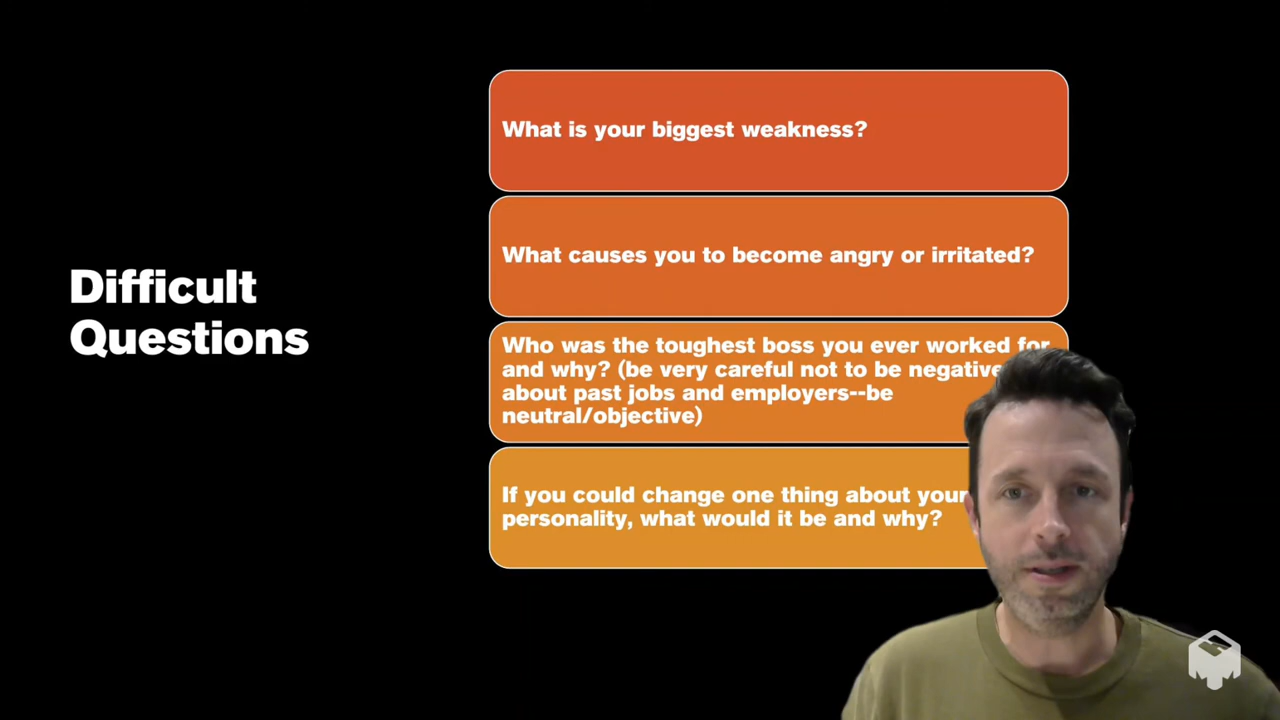 Difficult
Questions
What is your biggest weakness?
What causes you to become angry or irritated?
Who was the toughest boss you ever worked for
and why? (be very careful not to be negative
about past jobs and employers--be
neutral/objective)
If you could change one thing about your
personality, what would it be and why?